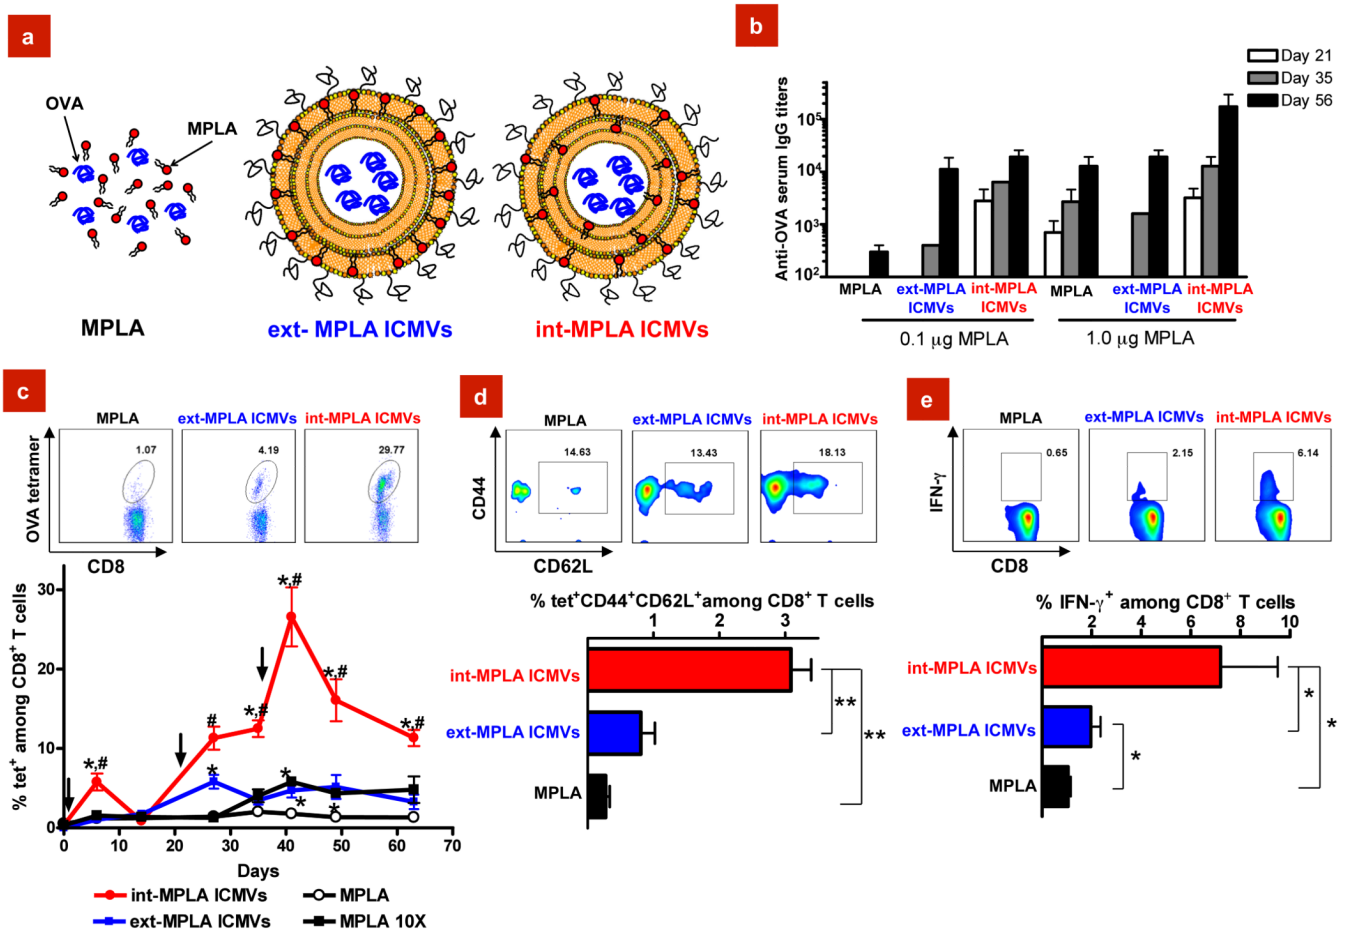 a
OVA
MPLA
MPLA
ext- MPLA ICMVs
int-MPLA ICMVs
b
Day 21
Day 35
Day 56
Anti-OVA serum IgG titers
10⁵
10⁴
10³
10²
MPLA
ext-MPLA
ICMVs
int-MPLA
ICMVs
MPLA
ext-MPLA
ICMVs
int-MPLA
ICMVs
0.1 μg MPLA
1.0 μg MPLA
c
MPLA
ext-MPLA ICMVs
int-MPLA ICMVs
1.07
4.19
29.77
OVA tetramer
CD8
% tet⁺ among CD8⁺ T cells
30
20
10
0
*,#
#
*,#
*,#
*,#
*,#
*
*
*
*
0 10 20 30 40 50 60 70
Days
int-MPLA ICMVs
MPLA
ext-MPLA ICMVs
MPLA 10X
d
MPLA
ext-MPLA ICMVs
int-MPLA ICMVs
14.63
13.43
18.13
CD44
CD62L
% tet⁺CD44⁺CD62L⁺among CD8⁺ T cells
1 2 3
int-MPLA ICMVs
ext-MPLA ICMVs
MPLA
**
**
e
MPLA
ext-MPLA ICMVs
int-MPLA ICMVs
0.65
2.15
6.14
IFN-γ
CD8
% IFN-γ⁺ among CD8⁺ T cells
2 4 6 8 10
int-MPLA ICMVs
ext-MPLA ICMVs
MPLA
*
*
*